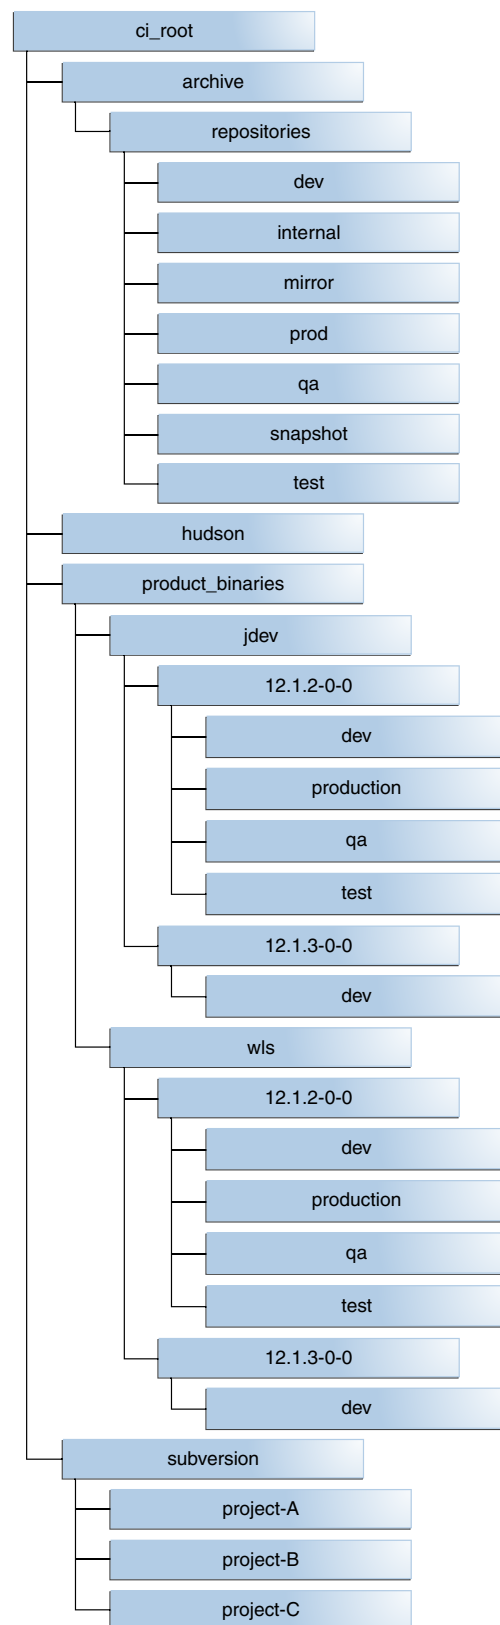 ci_root
archive
repositories
dev
internal
mirror
prod
qa
snapshot
test
hudson
product_binaries
jdev
12.1.2-0-0
dev
production
qa
test
12.1.3-0-0
dev
wls
12.1.2-0-0
dev
production
qa
test
12.1.3-0-0
dev
subversion
project-A
project-B
project-C